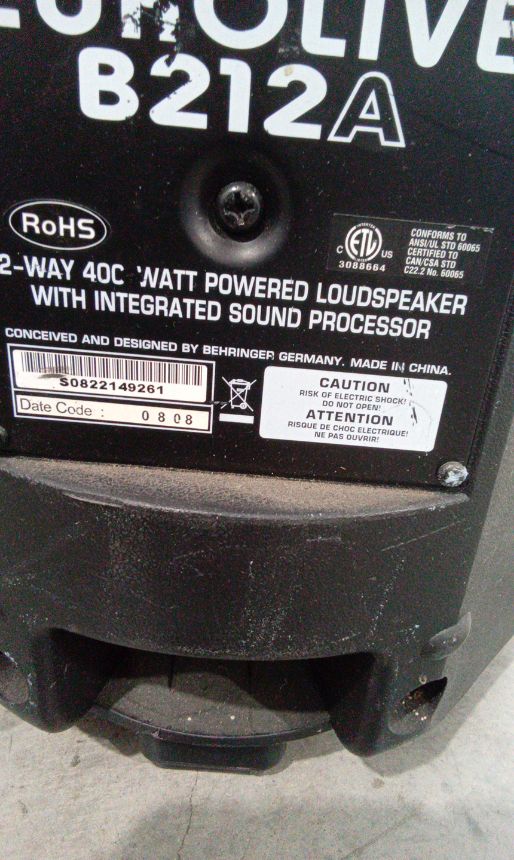 EUROLIVE
B212A
RoHS
C ETL US
3088664
CONFORMS TO
ANSI/UL STD 60065
CERTIFIED TO
CAN/CSA STD
C22.2 No. 60065
2-WAY 40C WATT POWERED LOUDSPEAKER
WITH INTEGRATED SOUND PROCESSOR
CONCEIVED AND DESIGNED BY BEHRINGER GERMANY. MADE IN CHINA.
S0822149261
Date Code : 0808
CAUTION
RISK OF ELECTRIC SHOCK!
DO NOT OPEN!
ATTENTION
RISQUE DE CHOC ELECTRIQUE!
NE PAS OUVRIR!